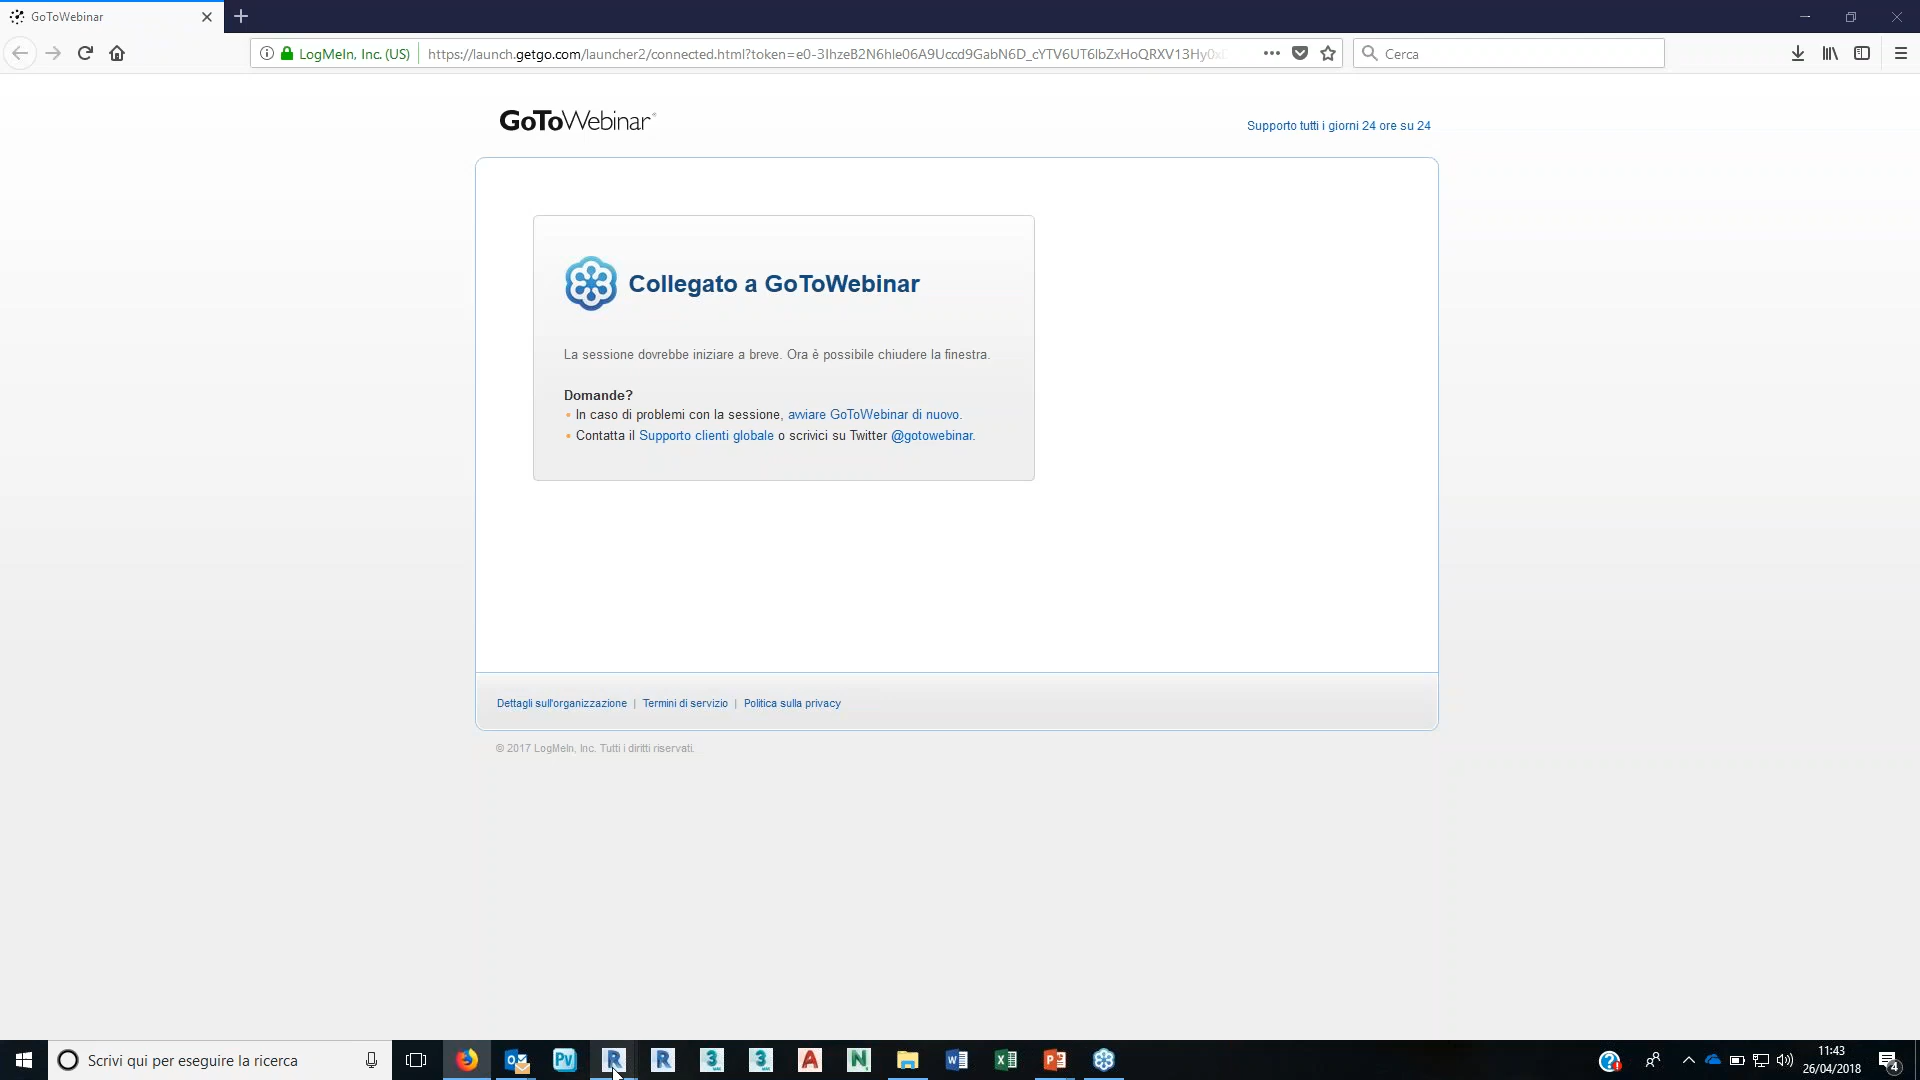 GoToWebinar
LogMeIn, Inc. (US)
https://launch.getgo.com/launcher2/connected.html?token=
Cerca
GoToWebinar
Supporto tutti i giorni 24 ore su 24
Collegato a GoToWebinar
La sessione dovrebbe iniziare a breve. Ora è possibile chiudere la finestra.
Domande?
In caso di problemi con la sessione, avviare GoToWebinar di nuovo.
Contatta il Supporto clienti globale o scrivici su Twitter @gotowebinar.
Dettagli sull'organizzazione | Termini di servizio | Politica sulla privacy
© 2017 LogMeIn, Inc. Tutti i diritti riservati.
Scrivi qui per eseguire la ricerca
11:43
26/04/2018
4